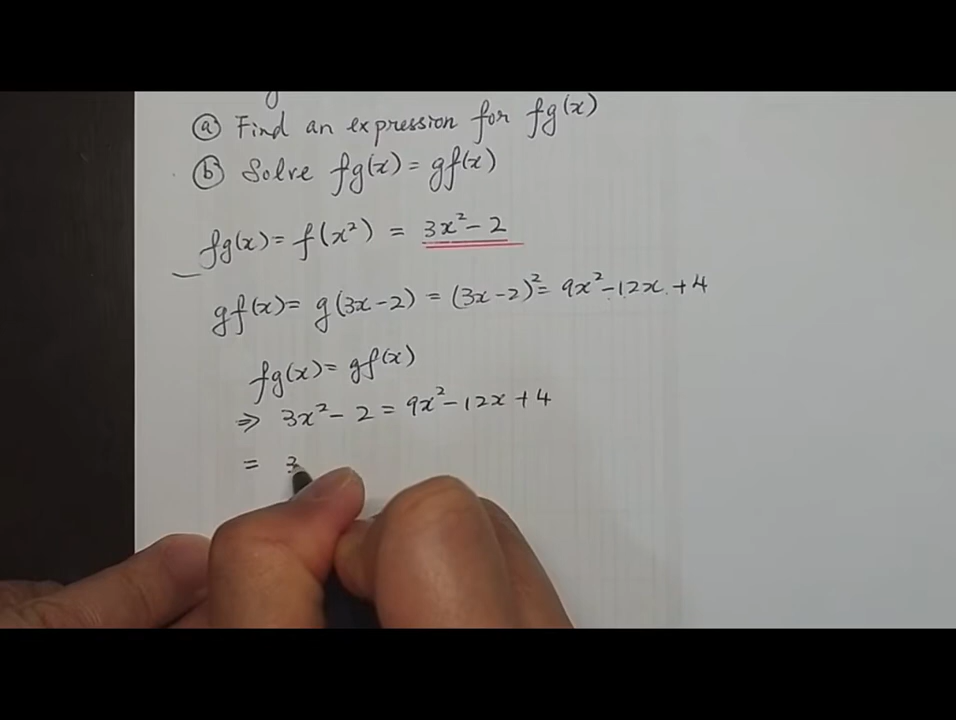 ⓐ Find an expression for fg(x)
ⓑ Solve fg(x) = gf(x)
fg(x) = f(x²) = 3x² - 2
gf(x) = g(3x - 2) = (3x - 2)² = 9x² - 12x + 4
fg(x) = gf(x)
⇒ 3x² - 2 = 9x² - 12x + 4
= 3